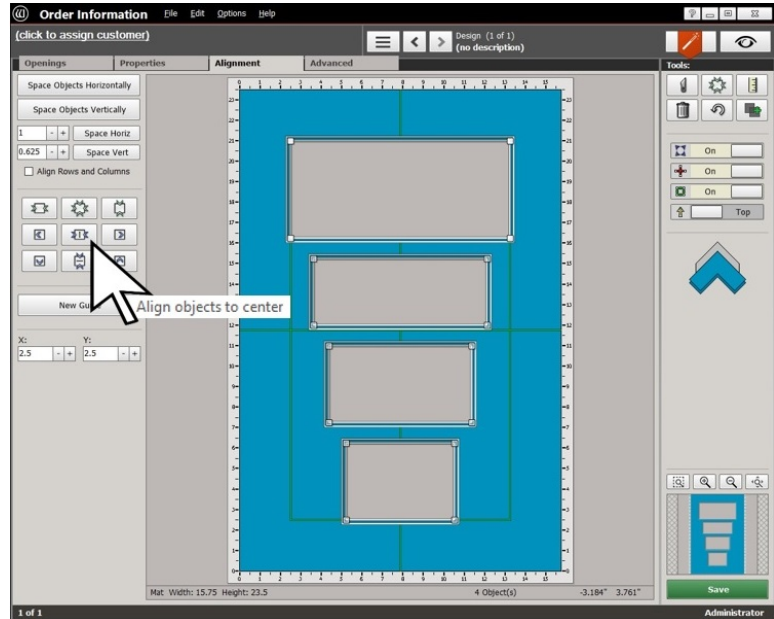 Order Information File Edit Options Help
(click to assign customer)
Design (1 of 1)
(no description)
Openings Properties Alignment Advanced
Tools:
Space Objects Horizontally
Space Objects Vertically
1 - + Space Horiz
0.625 - + Space Vert
Align Rows and Columns
On
On
On
Top
Align objects to center
New Gu
X: Y:
2.5 - + 2.5 - +
Mat Width: 15.75 Height: 23.5 4 Object(s) -3.184" 3.761"
Save
1 of 1 Administrator